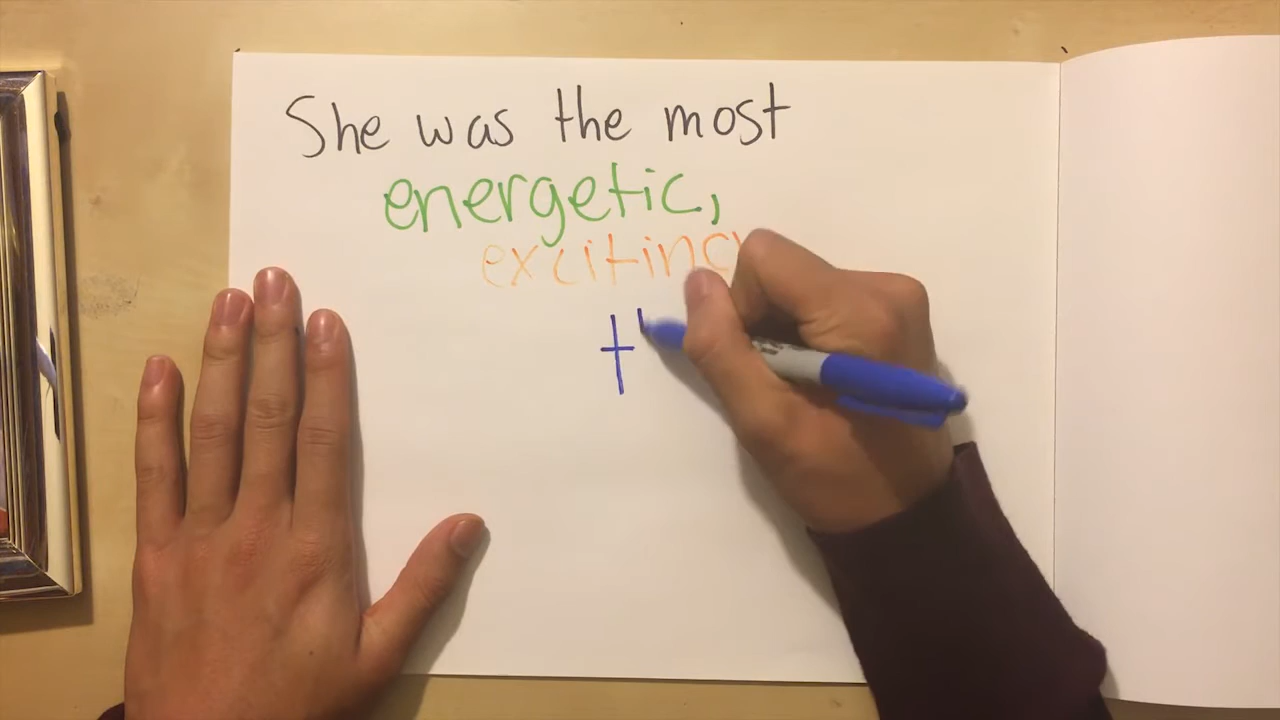 She was the most
energetic,
exciting
t